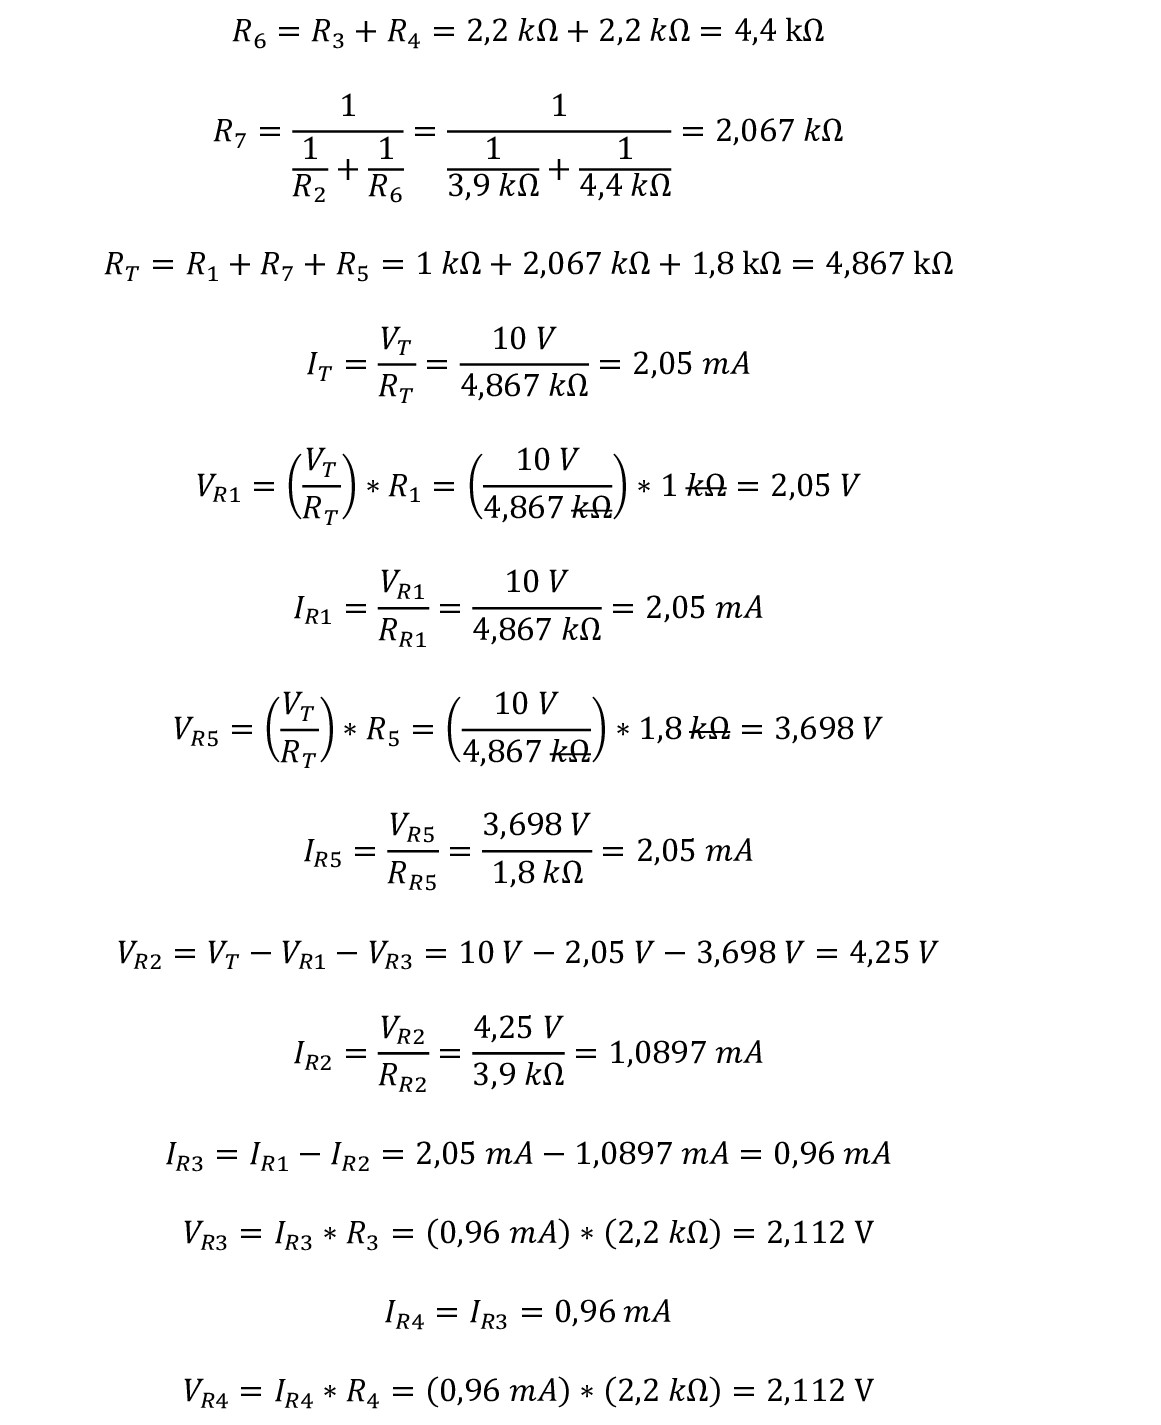 R₆ = R₃ + R₄ = 2,2 kΩ + 2,2 kΩ = 4,4 kΩ
R₇ = 1 / (1/R₂ + 1/R₆) = 1 / (1/(3,9 kΩ) + 1/(4,4 kΩ)) = 2,067 kΩ
R_T = R₁ + R₇ + R₅ = 1 kΩ + 2,067 kΩ + 1,8 kΩ = 4,867 kΩ
I_T = V_T / R_T = 10 V / 4,867 kΩ = 2,05 mA
V_R1 = (V_T / R_T) * R₁ = (10 V / 4,867 kΩ) * 1 kΩ = 2,05 V
I_R1 = V_R1 / R_R1 = 10 V / 4,867 kΩ = 2,05 mA
V_R5 = (V_T / R_T) * R₅ = (10 V / 4,867 kΩ) * 1,8 kΩ = 3,698 V
I_R5 = V_R5 / R_R5 = 3,698 V / 1,8 kΩ = 2,05 mA
V_R2 = V_T − V_R1 − V_R3 = 10 V − 2,05 V − 3,698 V = 4,25 V
I_R2 = V_R2 / R_R2 = 4,25 V / 3,9 kΩ = 1,0897 mA
I_R3 = I_R1 − I_R2 = 2,05 mA − 1,0897 mA = 0,96 mA
V_R3 = I_R3 * R₃ = (0,96 mA) * (2,2 kΩ) = 2,112 V
I_R4 = I_R3 = 0,96 mA
V_R4 = I_R4 * R₄ = (0,96 mA) * (2,2 kΩ) = 2,112 V